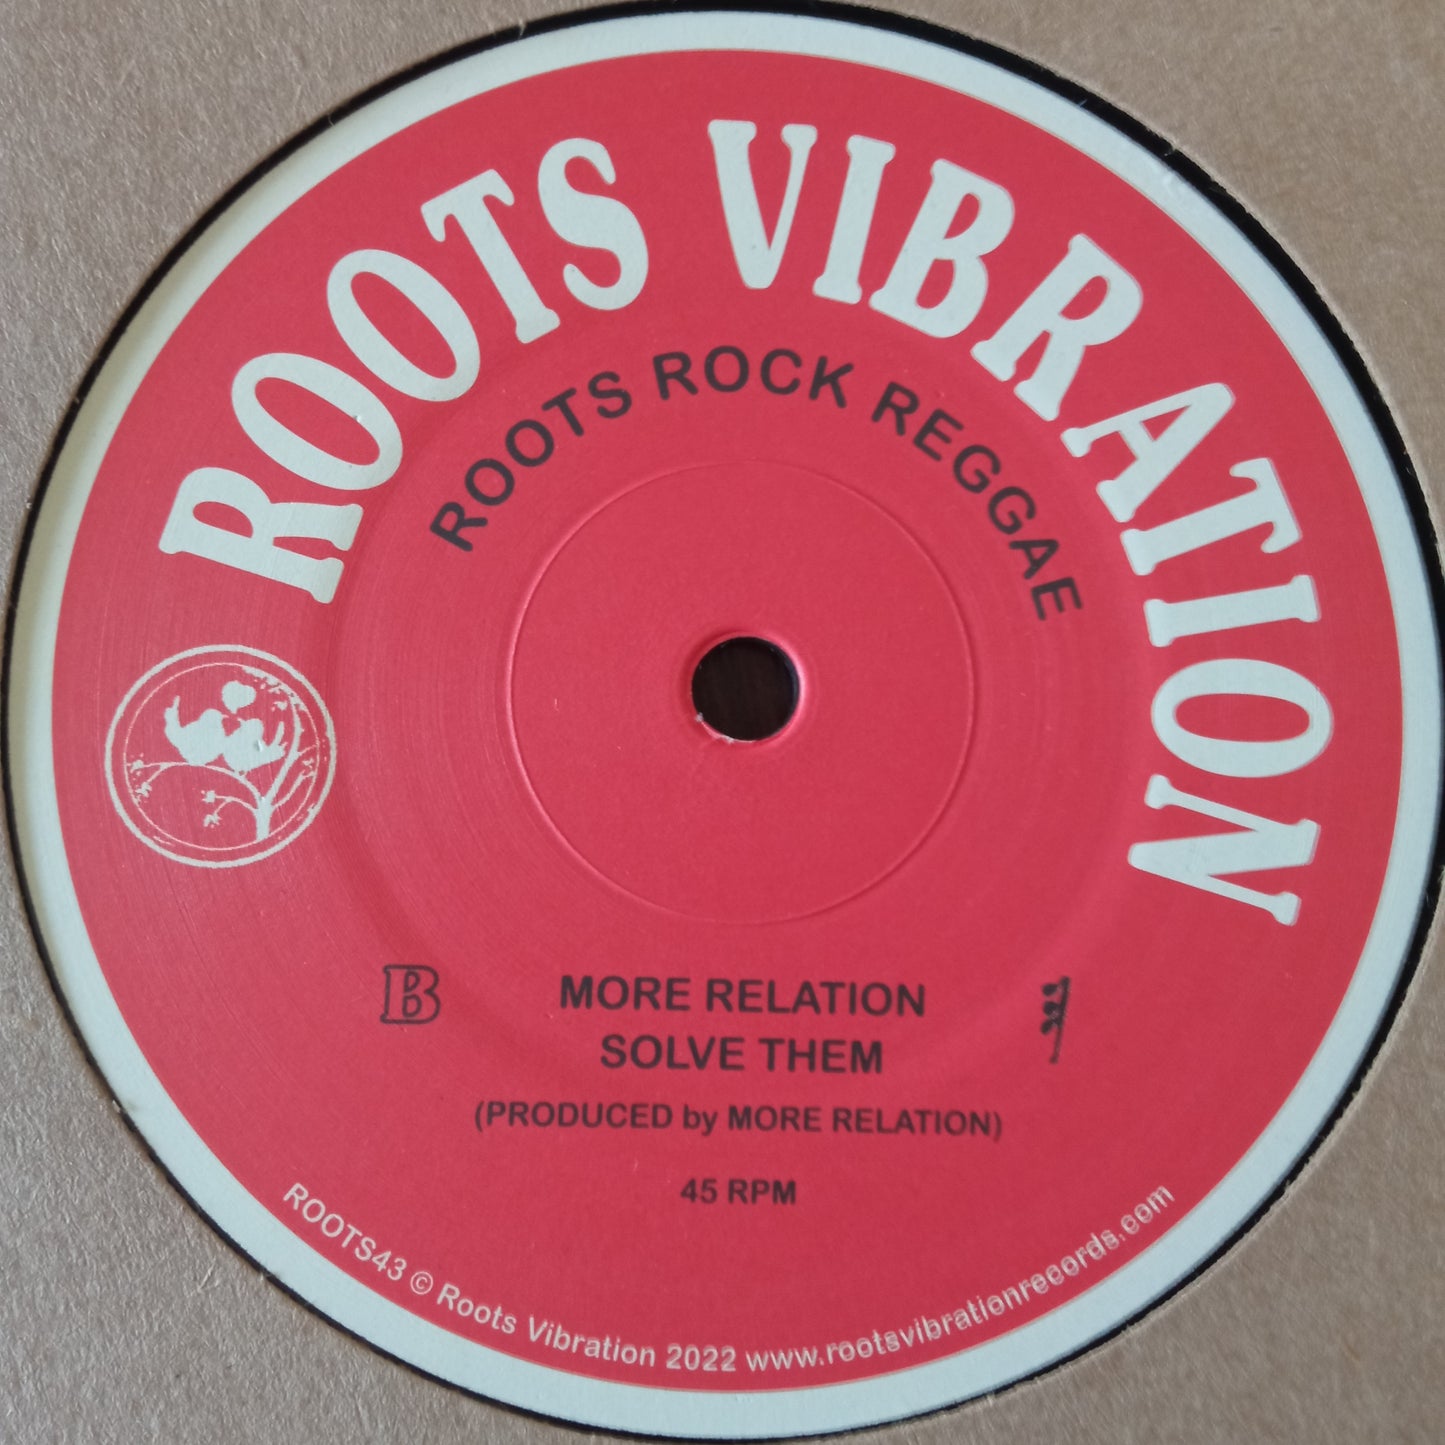 ROOTS VIBRATION
ROOTS ROCK REGGAE
B
MORE RELATION
SOLVE THEM
(PRODUCED by MORE RELATION)
45 RPM
ROOTS43 © Roots Vibration 2022 www.rootsvibrationrecords.com